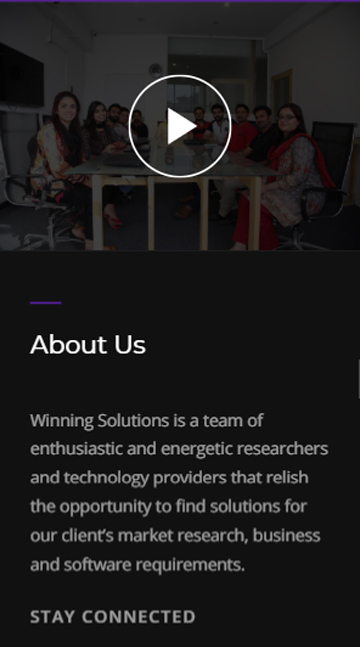 About Us
Winning Solutions is a team of
enthusiastic and energetic researchers
and technology providers that relish
the opportunity to find solutions for
our client's market research, business
and software requirements.
STAY CONNECTED